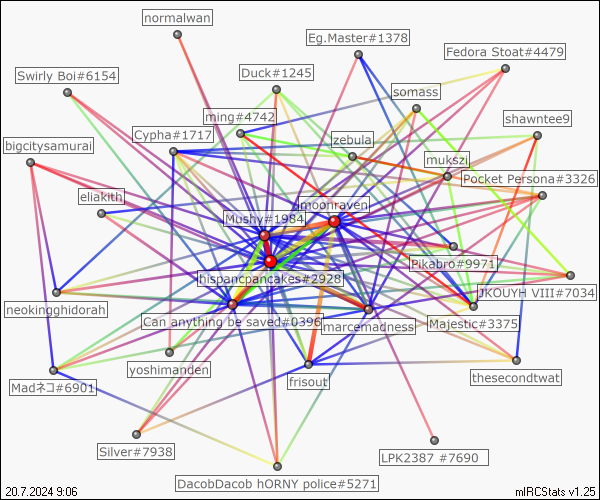 normalwan
Eg.Master#1378
Fedora Stoat#4479
Swirly Boi#6154
Duck#1245
somass
ming#4742
shawntee9
Cypha#1717
zebula
bigcitysamurai
mukszi
Pocket Persona#3326
eliakith
imoonraven
Mushy#1984
Pikabro#9971
hispancpancakes#2928
JKOUYH VIII#7034
neokingghidorah
Can anything be saved#0396
marcemadness
Majestic#3375
yoshimanden
frisout
thesecondtwat
Madネコ#6901
Silver#7938
LPK2387 #7690
DacobDacob hORNY police#5271
20.7.2024 9:06
mIRCStats v1.25